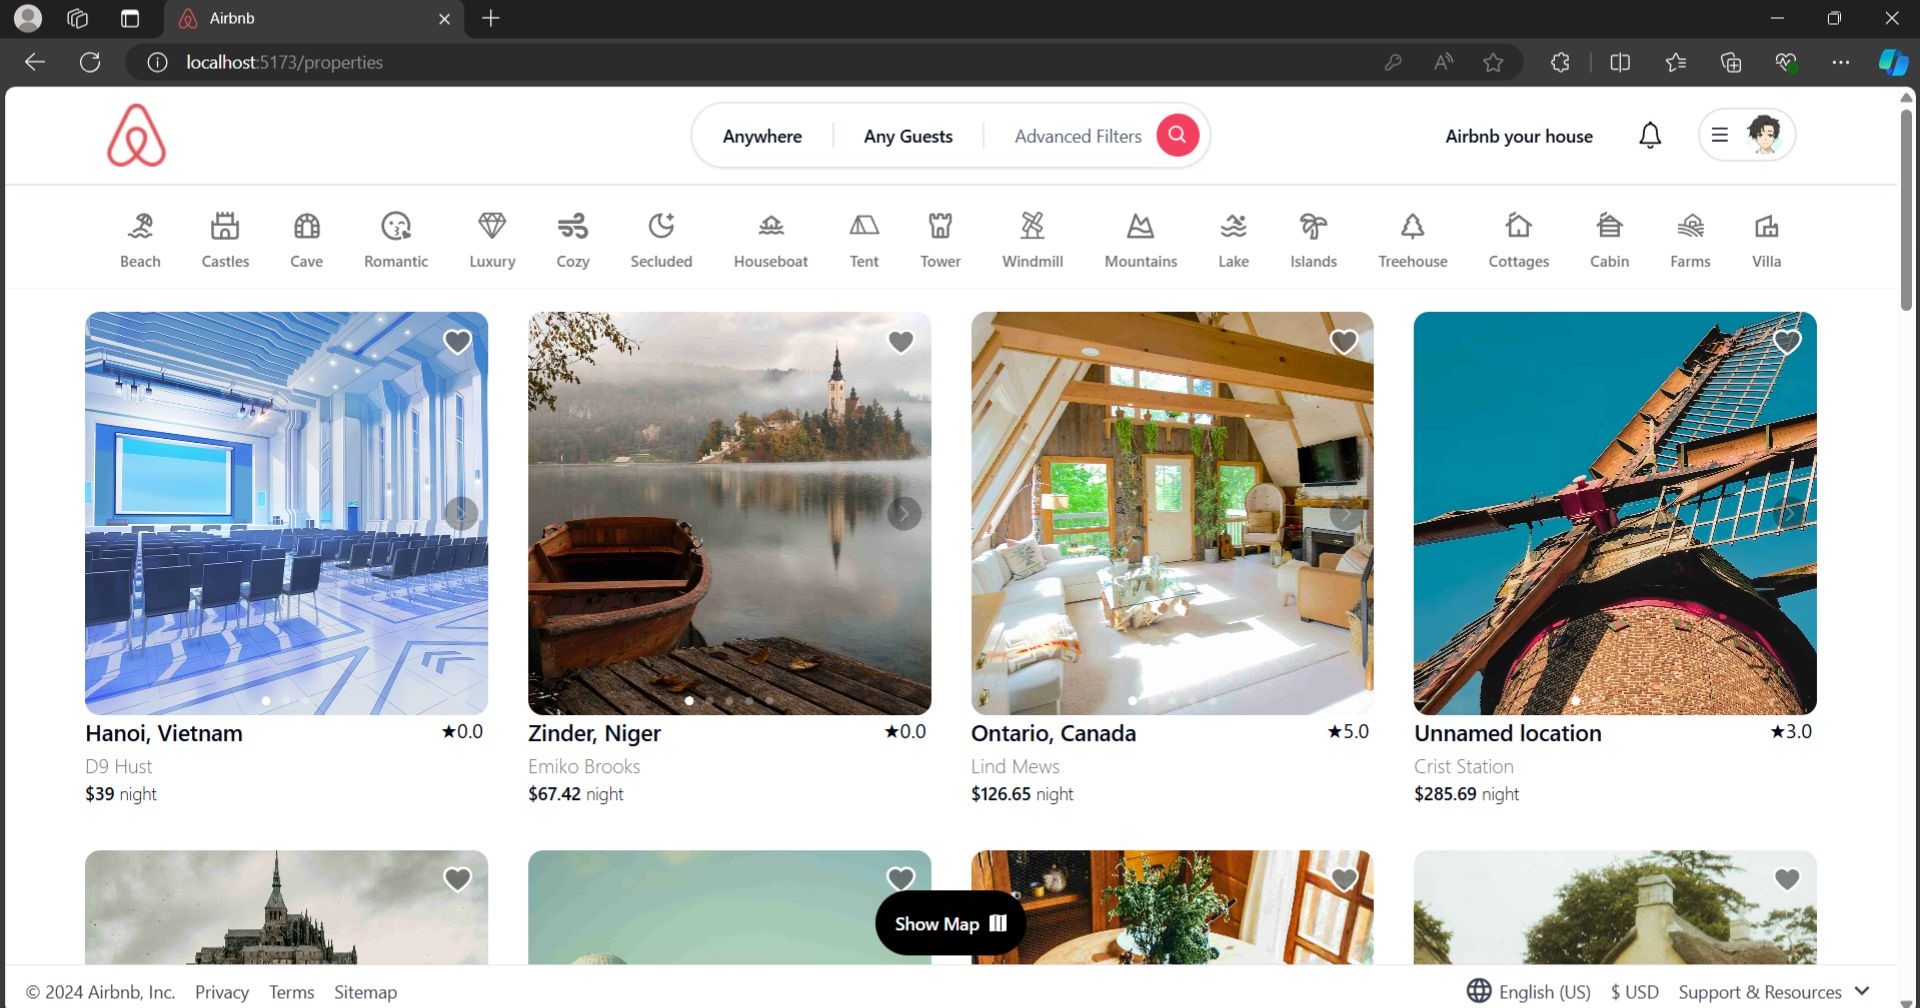 Airbnb
localhost:5173/properties
Anywhere
Any Guests
Advanced Filters
Airbnb your house
Beach
Castles
Cave
Romantic
Luxury
Cozy
Secluded
Houseboat
Tent
Tower
Windmill
Mountains
Lake
Islands
Treehouse
Cottages
Cabin
Farms
Villa
Hanoi, Vietnam ★0.0
D9 Hust
$39 night
Zinder, Niger ★0.0
Emiko Brooks
$67.42 night
Ontario, Canada ★5.0
Lind Mews
$126.65 night
Unnamed location ★3.0
Crist Station
$285.69 night
Show Map
© 2024 Airbnb, Inc. Privacy Terms Sitemap
English (US) $ USD Support & Resources